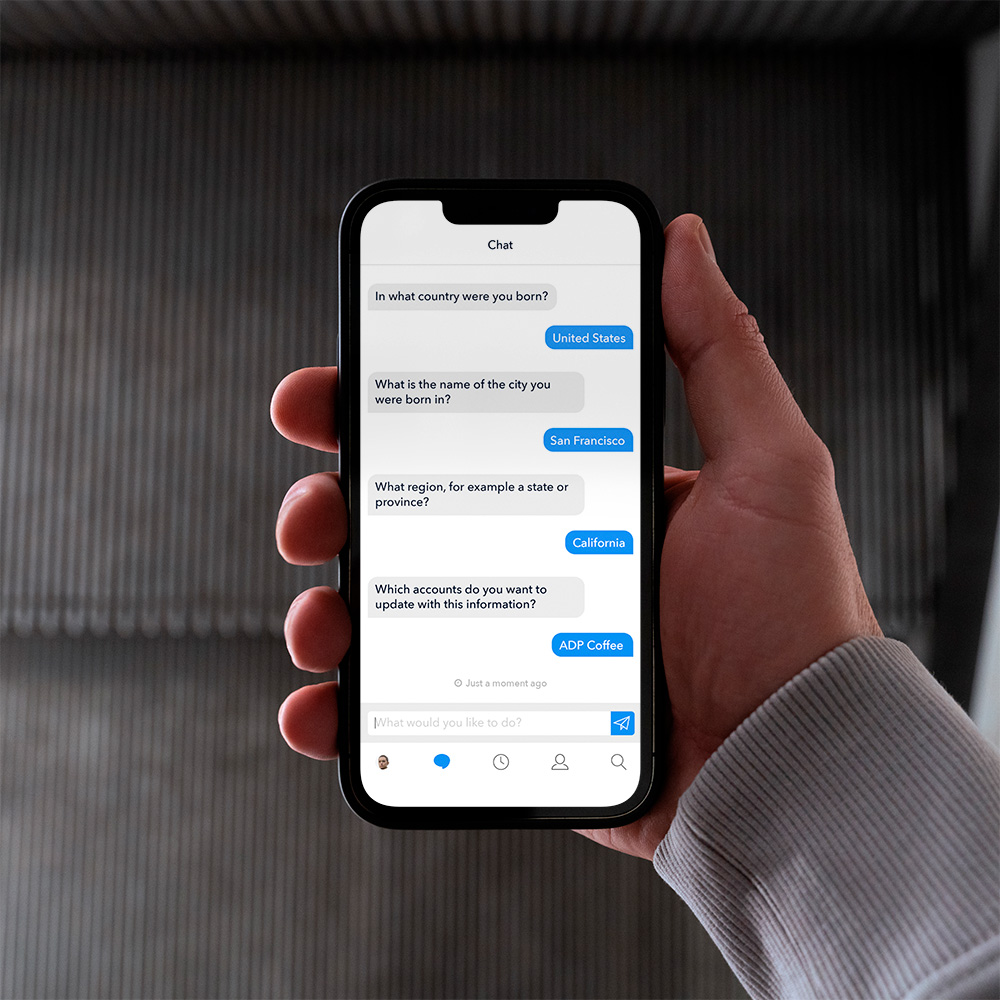 Chat
In what country were you born?
United States
What is the name of the city you
were born in?
San Francisco
What region, for example a state or
province?
California
Which accounts do you want to
update with this information?
ADP Coffee
Just a moment ago
What would you like to do?